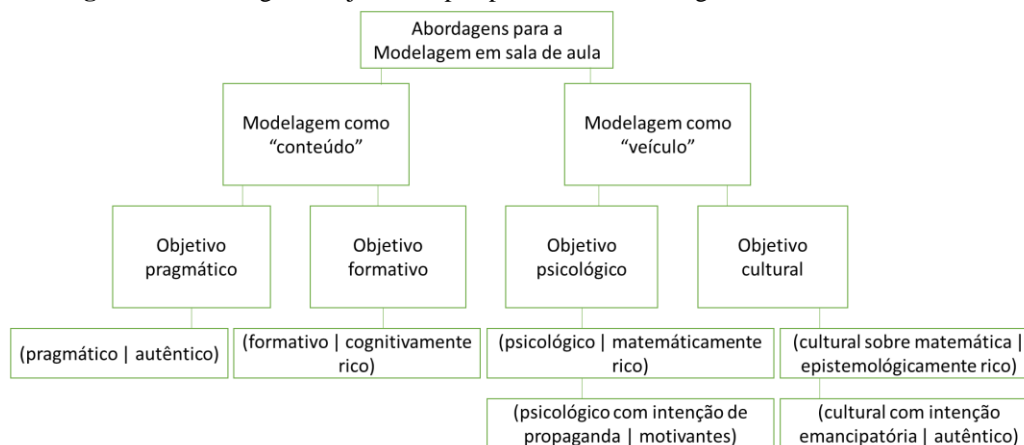 Abordagens para a
Modelagem em sala de aula
Modelagem como
“conteúdo”
Modelagem como
“veículo”
Objetivo
pragmático
Objetivo
formativo
Objetivo
psicológico
Objetivo
cultural
(pragmático | autêntico)
(formativo | cognitivamente
rico)
(psicológico | matemáticamente
rico)
(cultural sobre matemática |
epistemológicamente rico)
(psicológico com intenção de
propaganda | motivantes)
(cultural com intenção
emancipatória | autêntico)